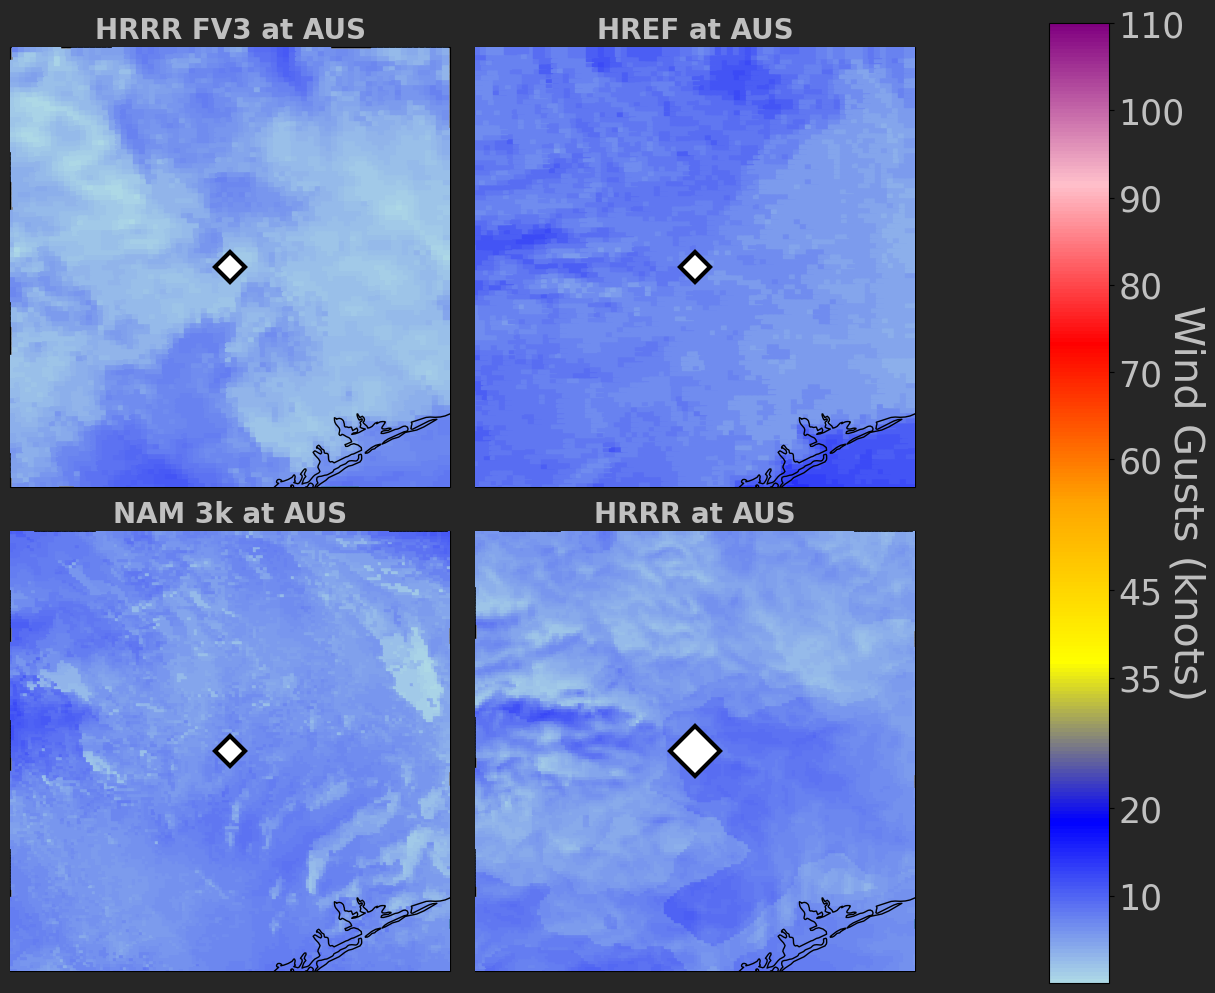 HRRR FV3 at AUS
HREF at AUS
NAM 3k at AUS
HRRR at AUS
110
100
90
80
70
60
45
35
20
10
Wind Gusts (knots)